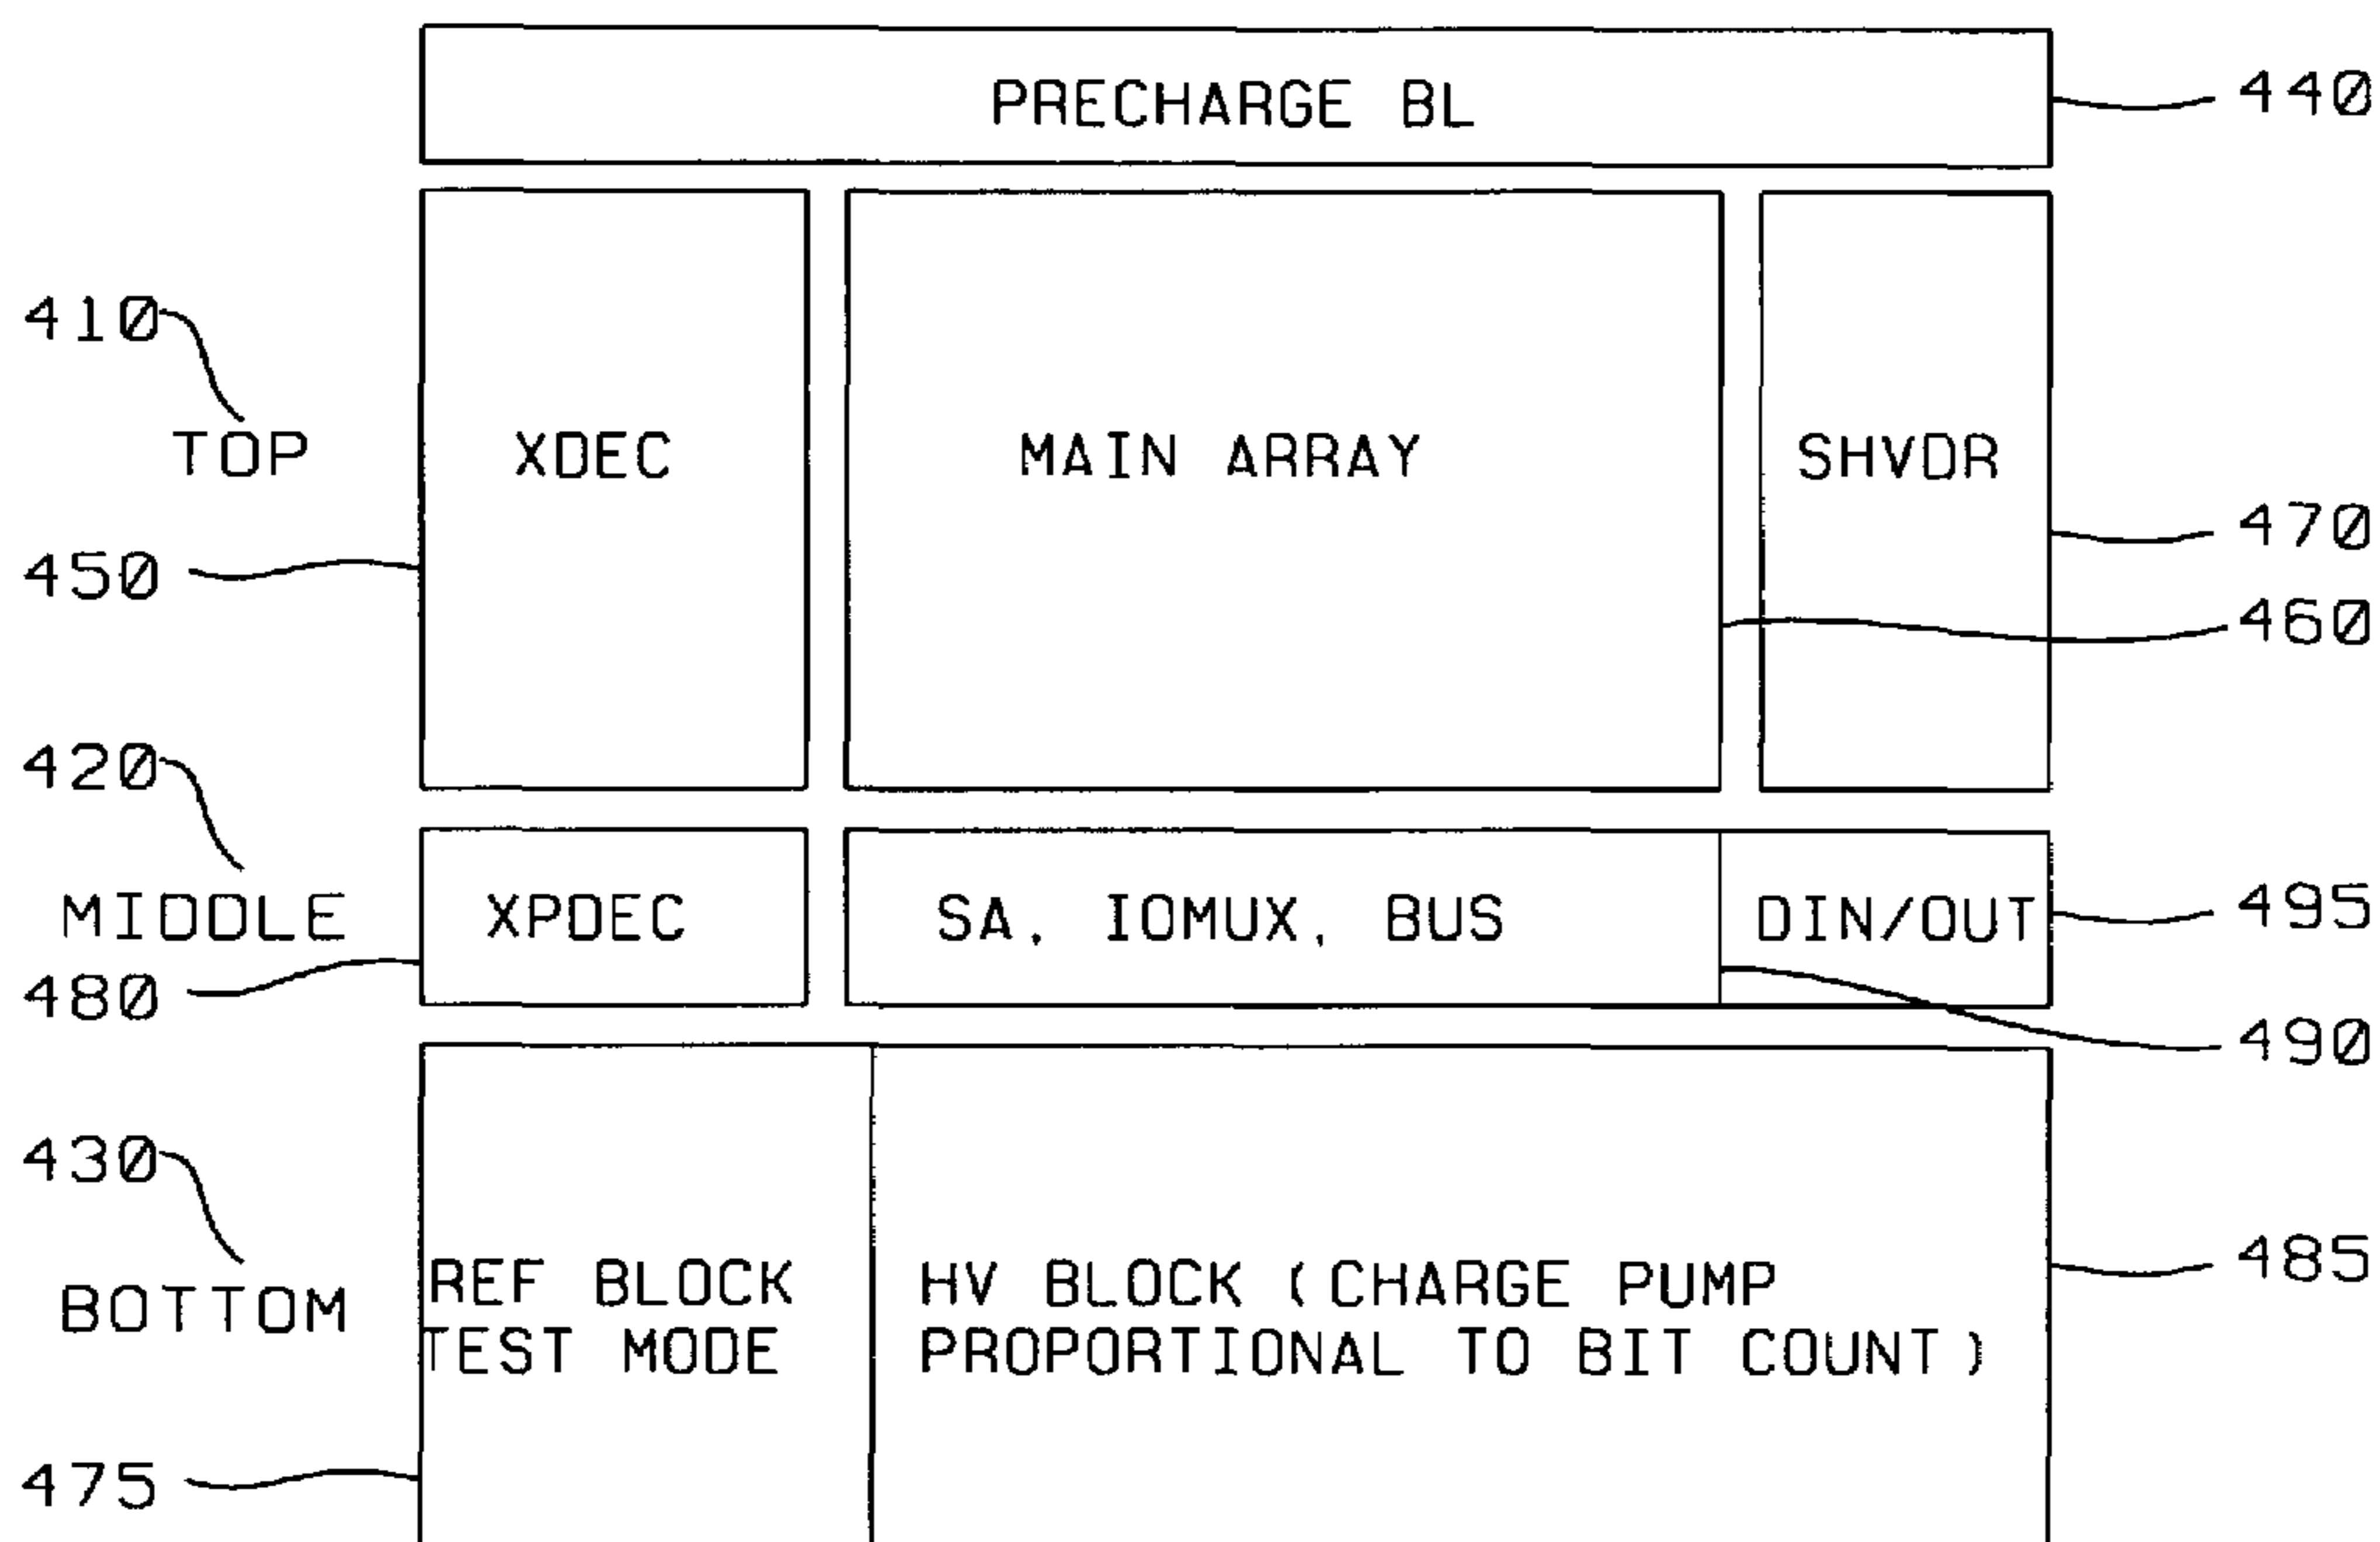 PRECHARGE BL
440
410
TOP
XDEC
MAIN ARRAY
SHVDR
470
450
460
420
MIDDLE
XPDEC
SA, IOMUX, BUS
DIN/OUT
495
480
490
430
BOTTOM
REF BLOCK
TEST MODE
HV BLOCK (CHARGE PUMP
PROPORTIONAL TO BIT COUNT)
485
475